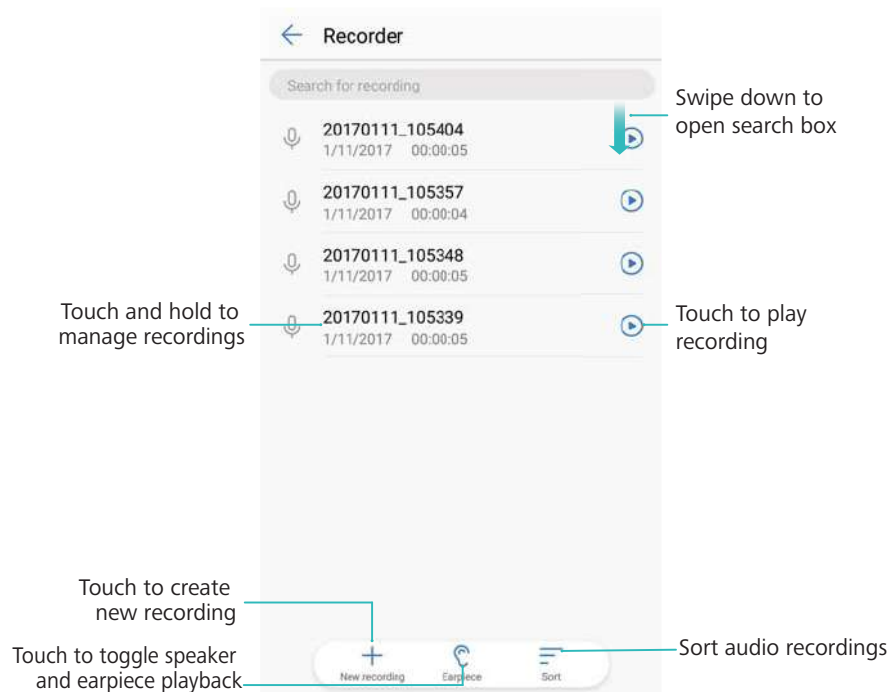 Recorder
Search for recording
Swipe down to
open search box
20170111_105404
1/11/2017 00:00:05
20170111_105357
1/11/2017 00:00:04
20170111_105348
1/11/2017 00:00:05
Touch and hold to
manage recordings
20170111_105339
1/11/2017 00:00:05
Touch to play
recording
Touch to create
new recording
Touch to toggle speaker
and earpiece playback
New recording
Earpiece
Sort
Sort audio recordings